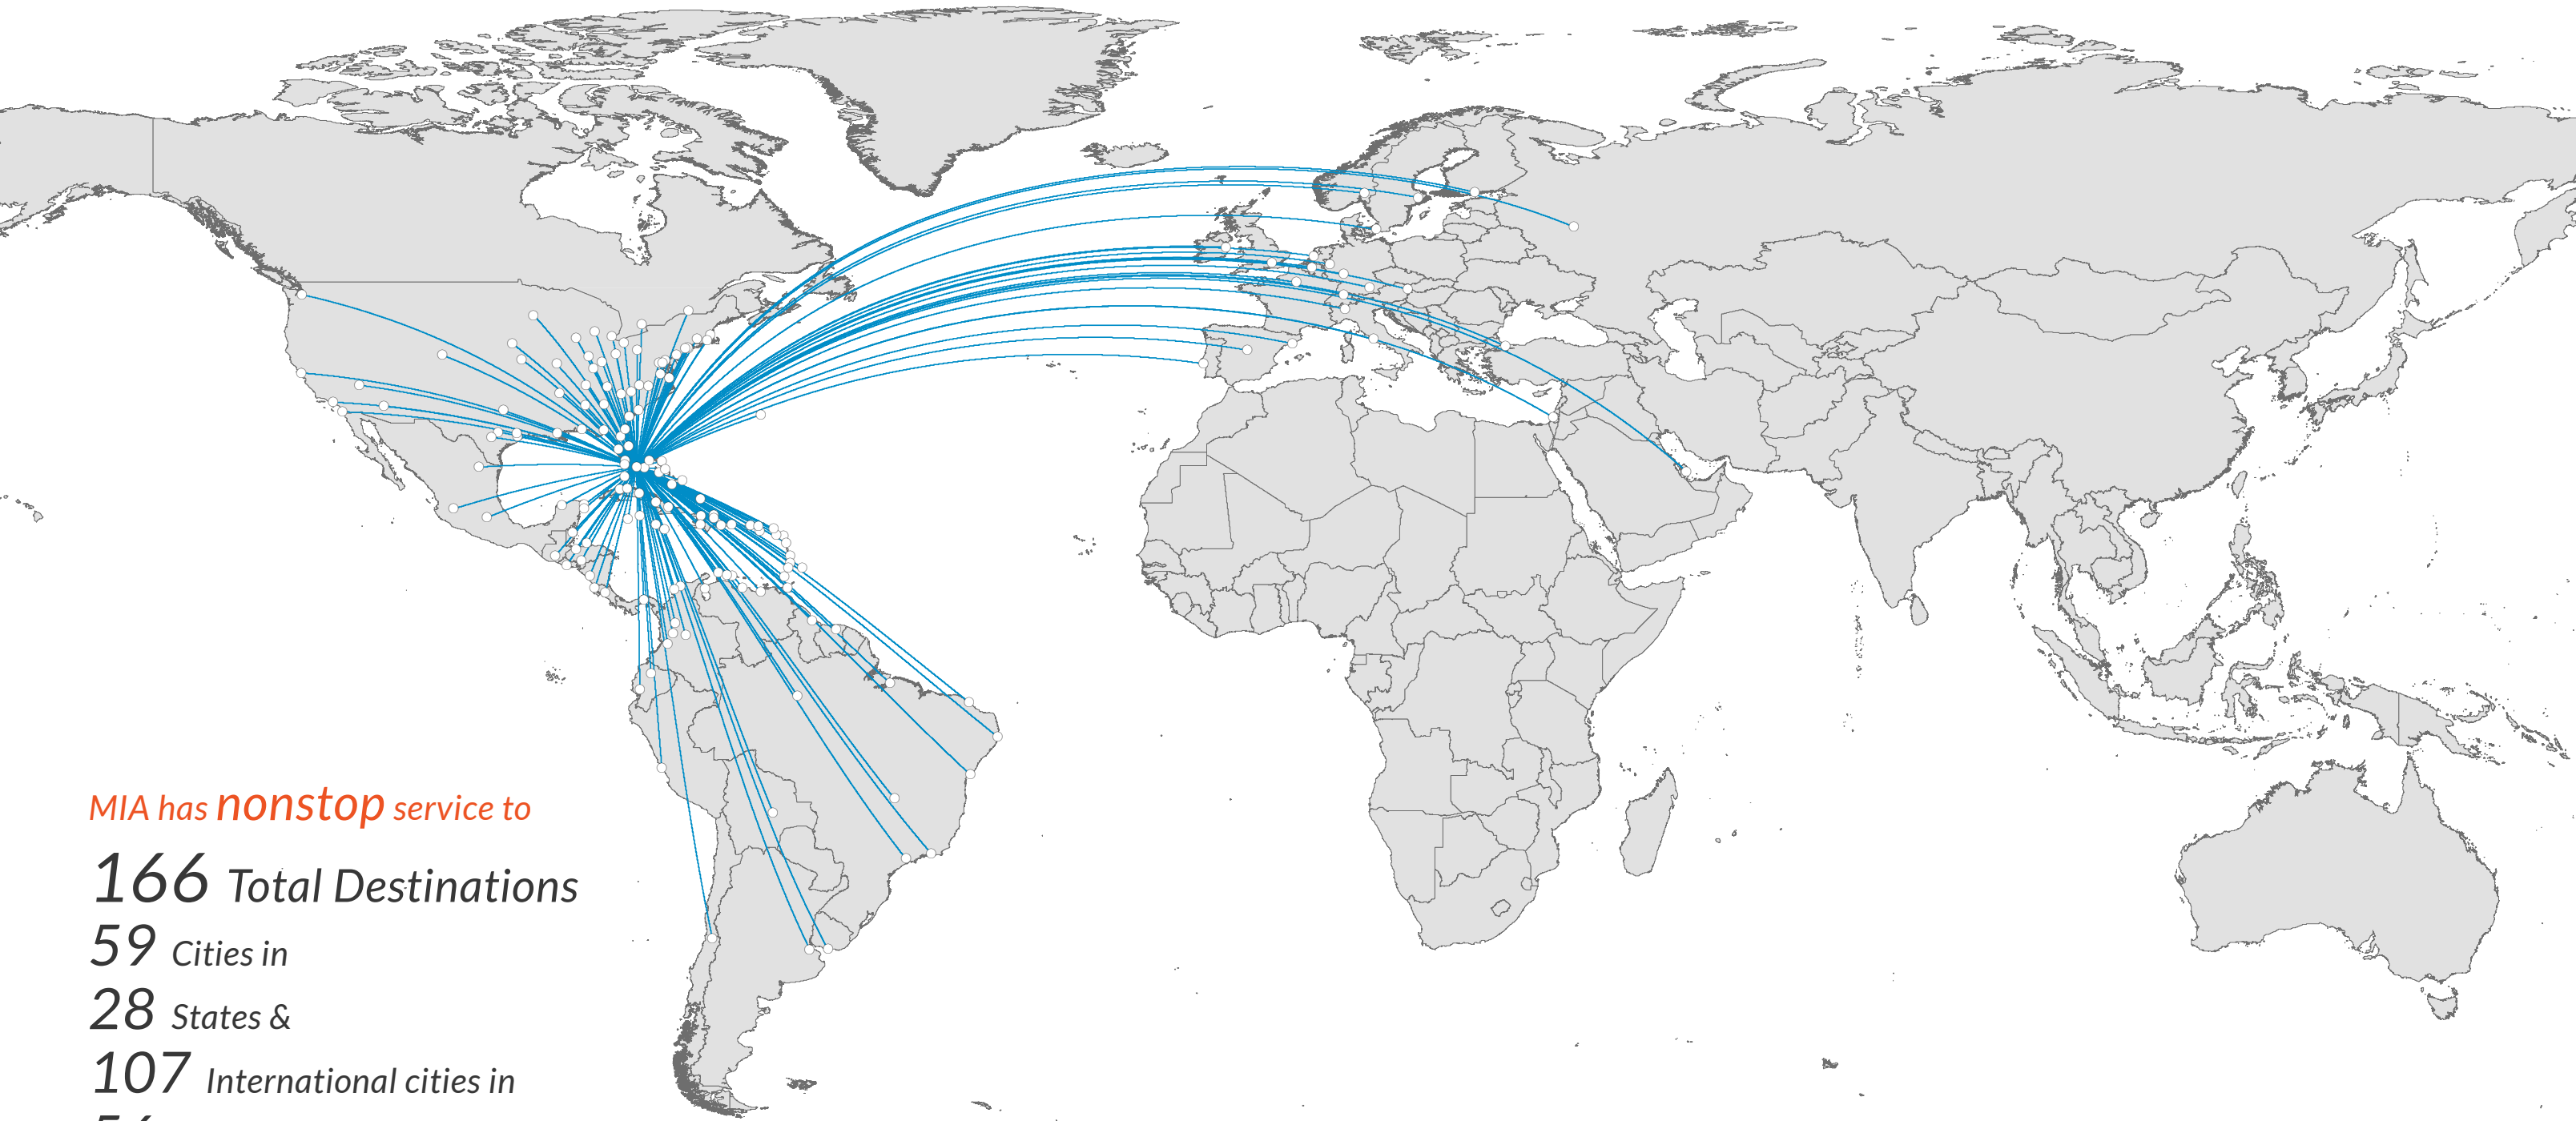 MIA has nonstop service to
166 Total Destinations
59 Cities in
28 States &
107 International cities in